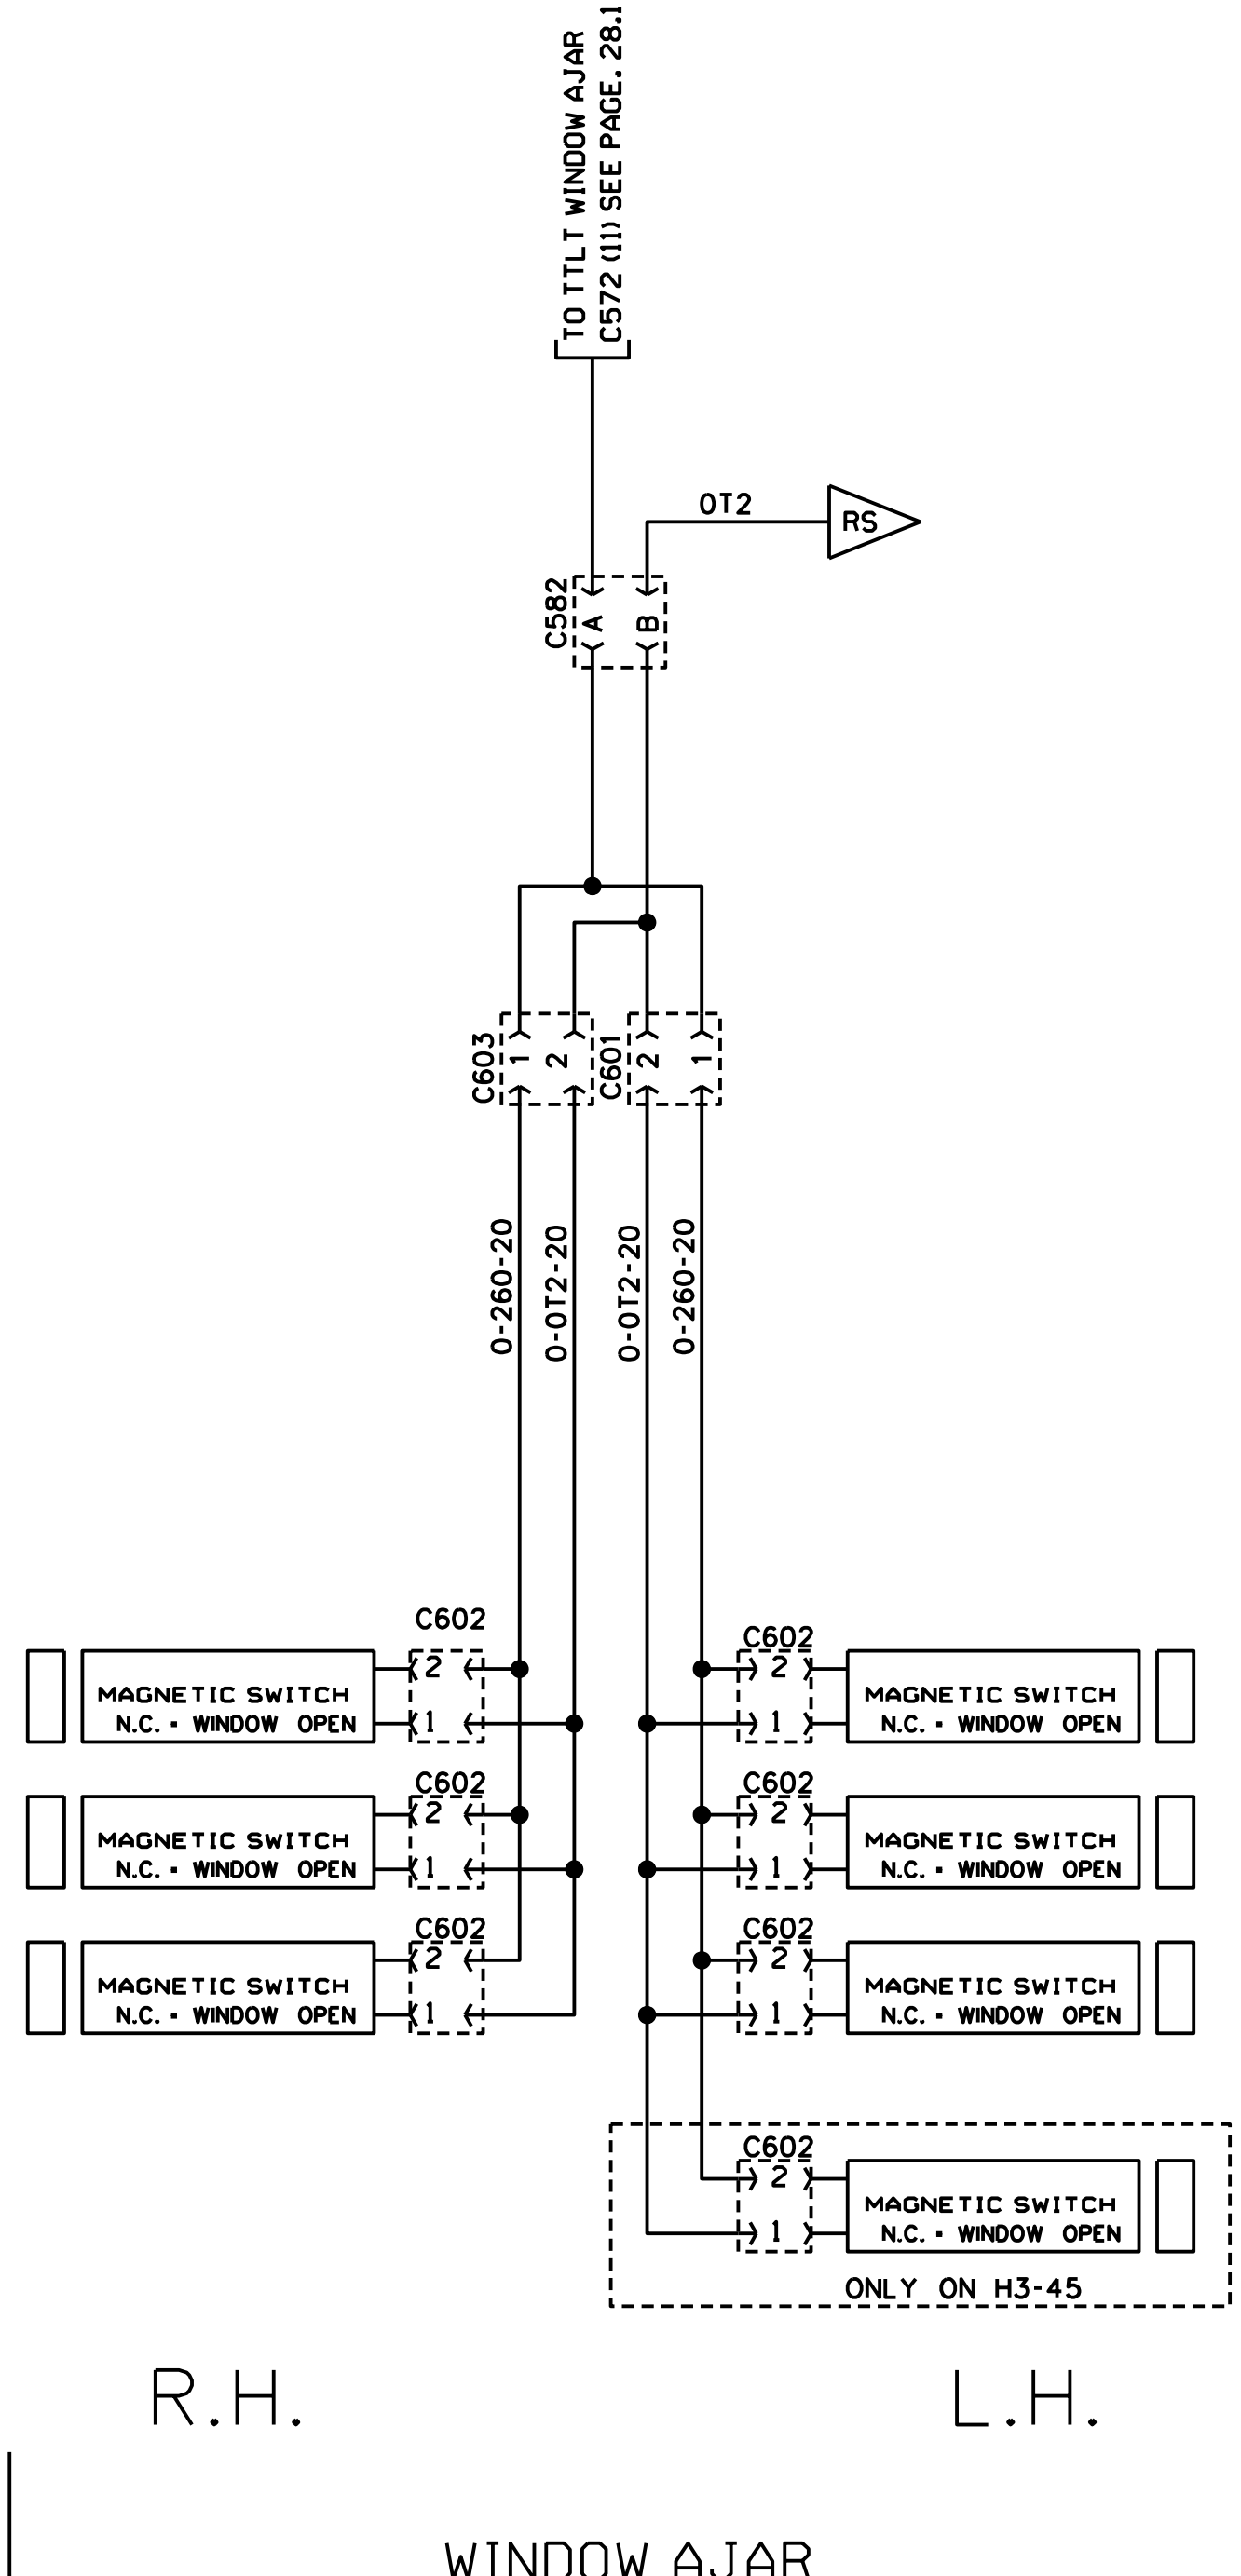 TO TTLT WINDOW AJAR
C572 (11) SEE PAGE. 28.1
OT2
RS
C582
A
B
C603
1
2
C601
2
1
0-260-20
0-0T2-20
0-0T2-20
0-260-20
C602
2
MAGNETIC SWITCH
1
N.C. • WINDOW OPEN
C602
2
MAGNETIC SWITCH
1
N.C. • WINDOW OPEN
C602
2
MAGNETIC SWITCH
1
N.C. • WINDOW OPEN
C602
2
MAGNETIC SWITCH
1
N.C. • WINDOW OPEN
C602
2
MAGNETIC SWITCH
1
N.C. • WINDOW OPEN
C602
2
MAGNETIC SWITCH
1
N.C. • WINDOW OPEN
C602
2
MAGNETIC SWITCH
1
N.C. • WINDOW OPEN
ONLY ON H3-45
R.H.
L.H.
WINDOW AJAR